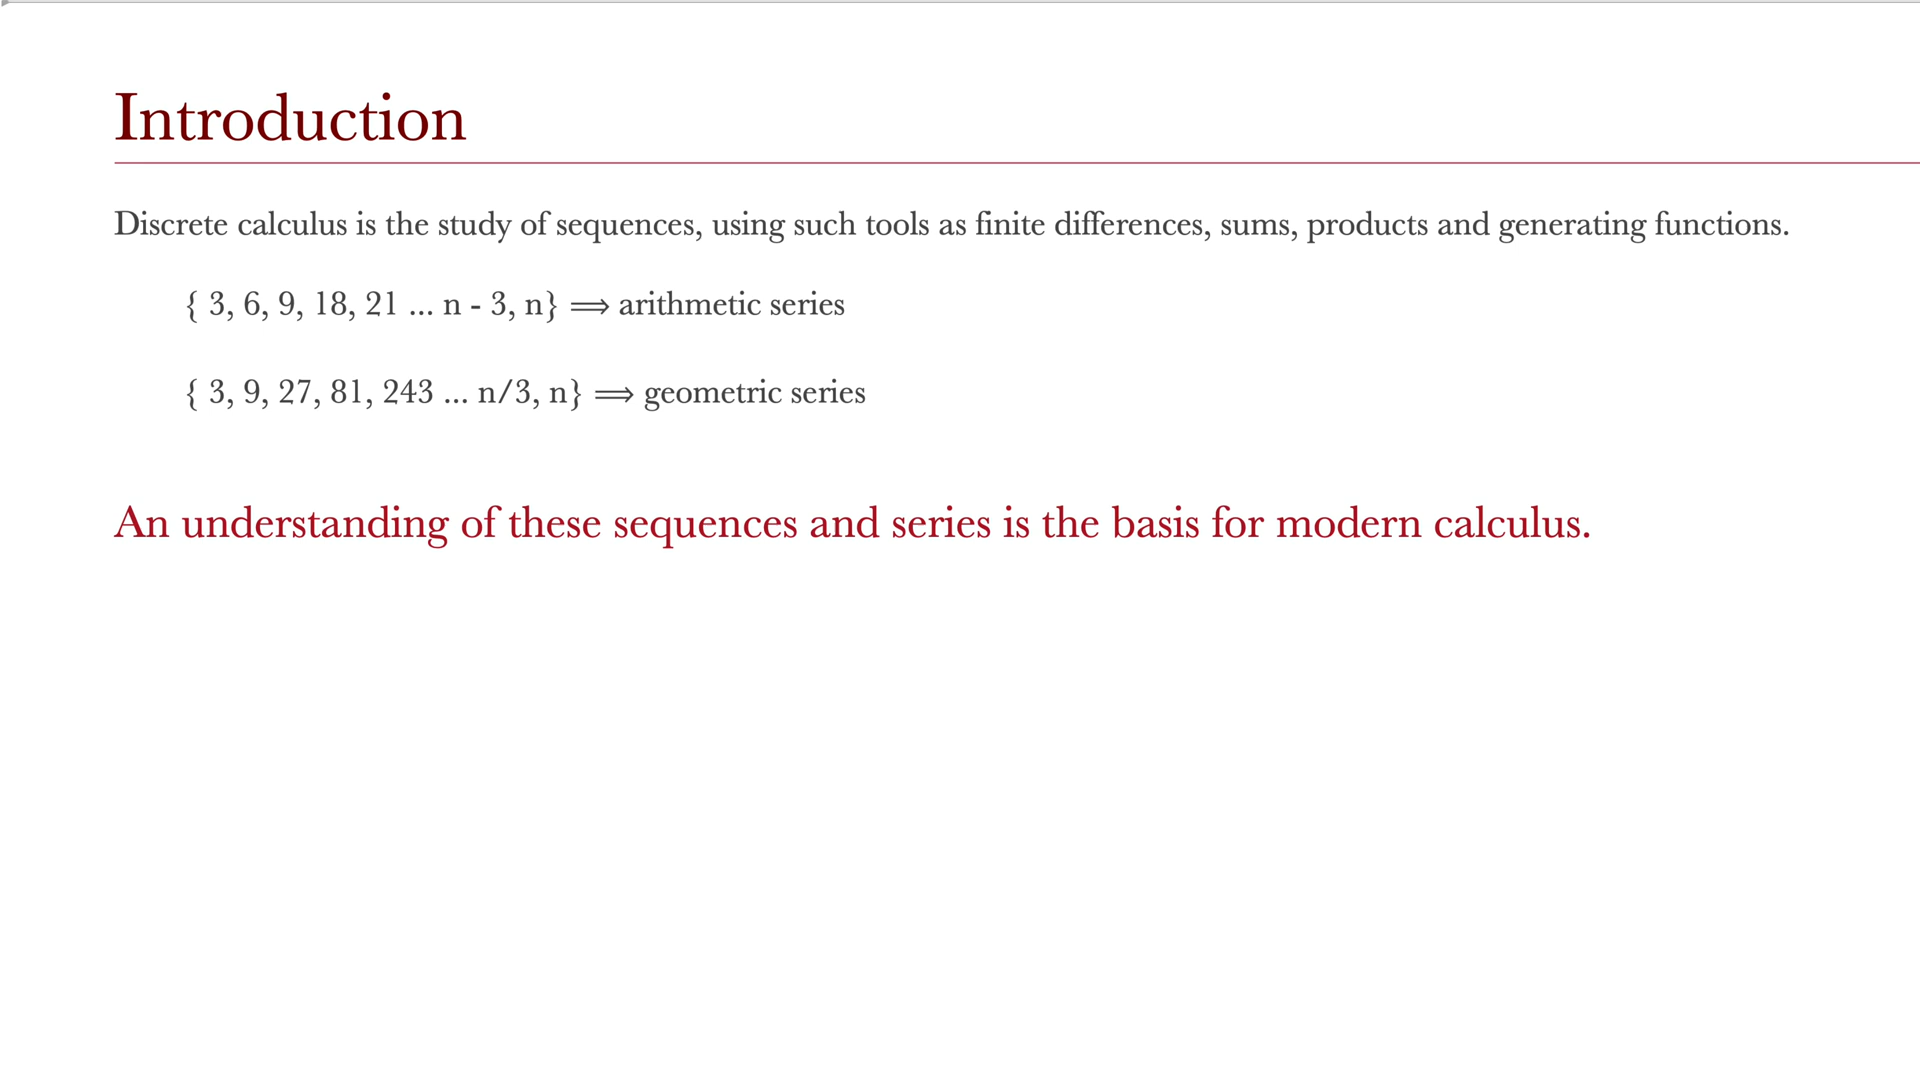 Introduction
Discrete calculus is the study of sequences, using such tools as finite differences, sums, products and generating functions.
{ 3, 6, 9, 18, 21 ... n - 3, n} ⟹ arithmetic series
{ 3, 9, 27, 81, 243 ... n/3, n} ⟹ geometric series
An understanding of these sequences and series is the basis for modern calculus.